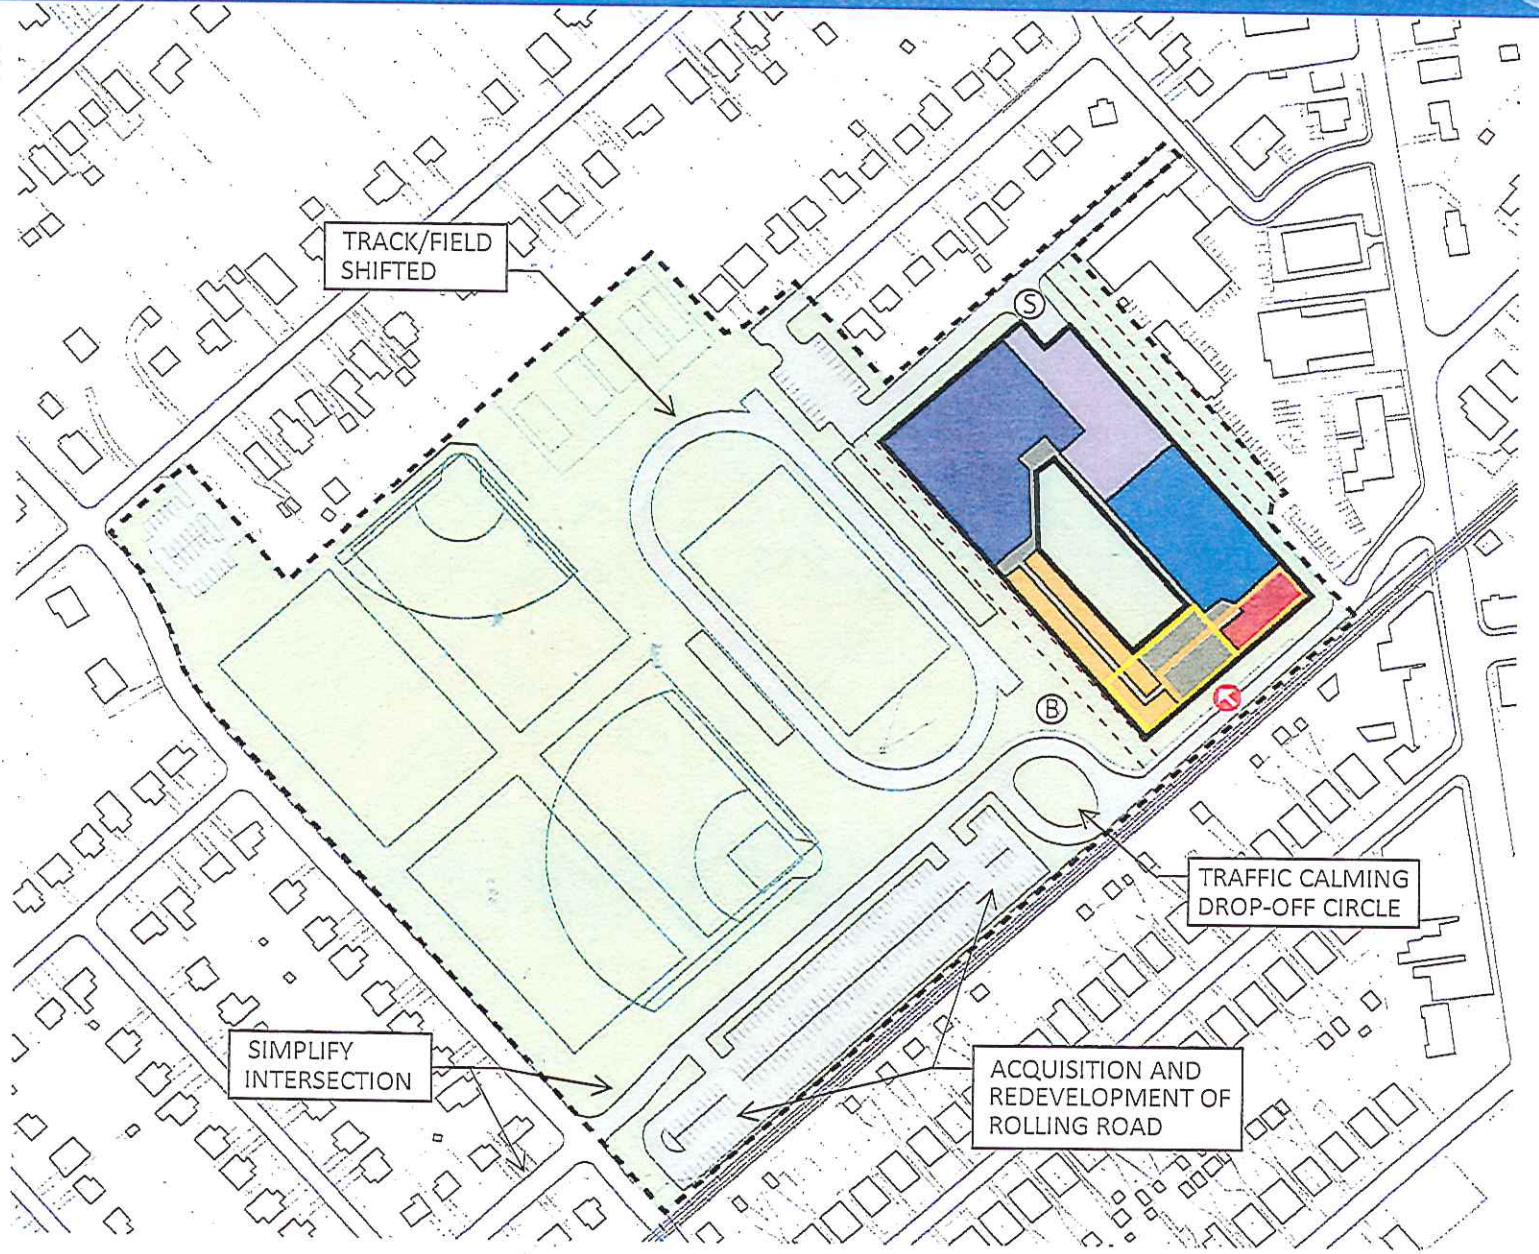 TRACK/FIELD
SHIFTED
S
B
TRAFFIC CALMING
DROP-OFF CIRCLE
SIMPLIFY
INTERSECTION
ACQUISITION AND
REDEVELOPMENT OF
ROLLING ROAD